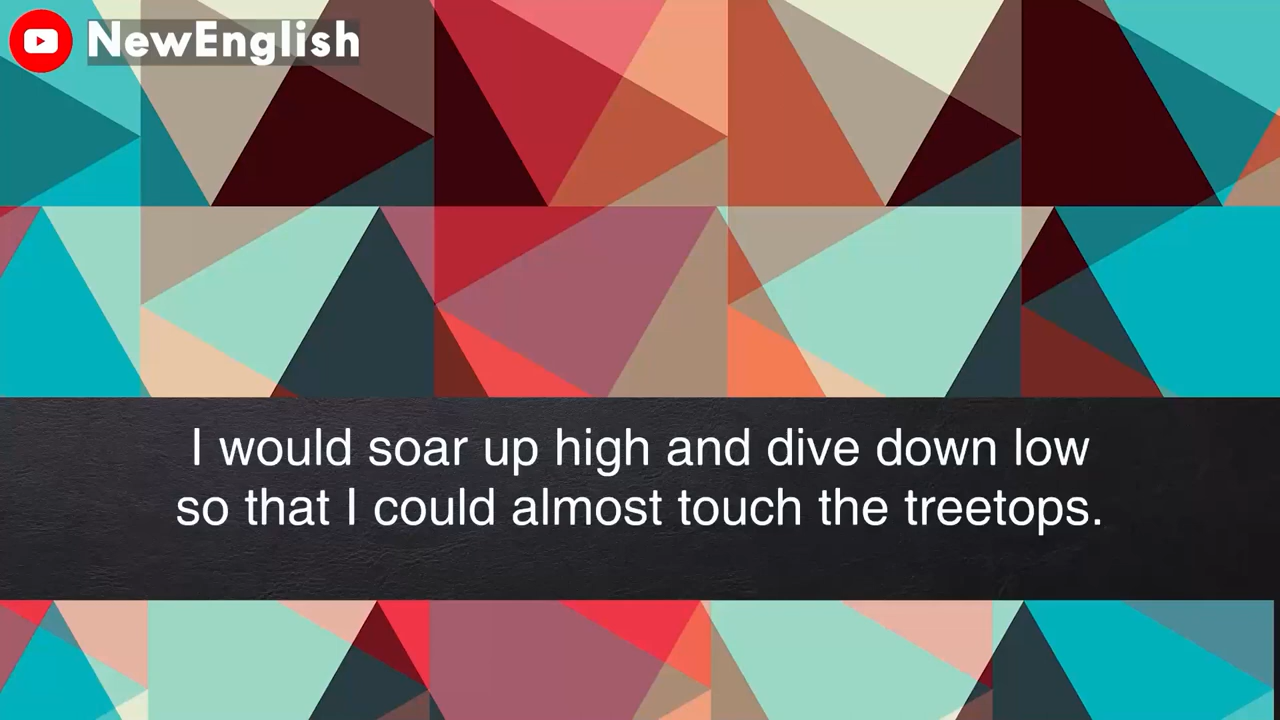 NewEnglish
I would soar up high and dive down low
so that I could almost touch the treetops.